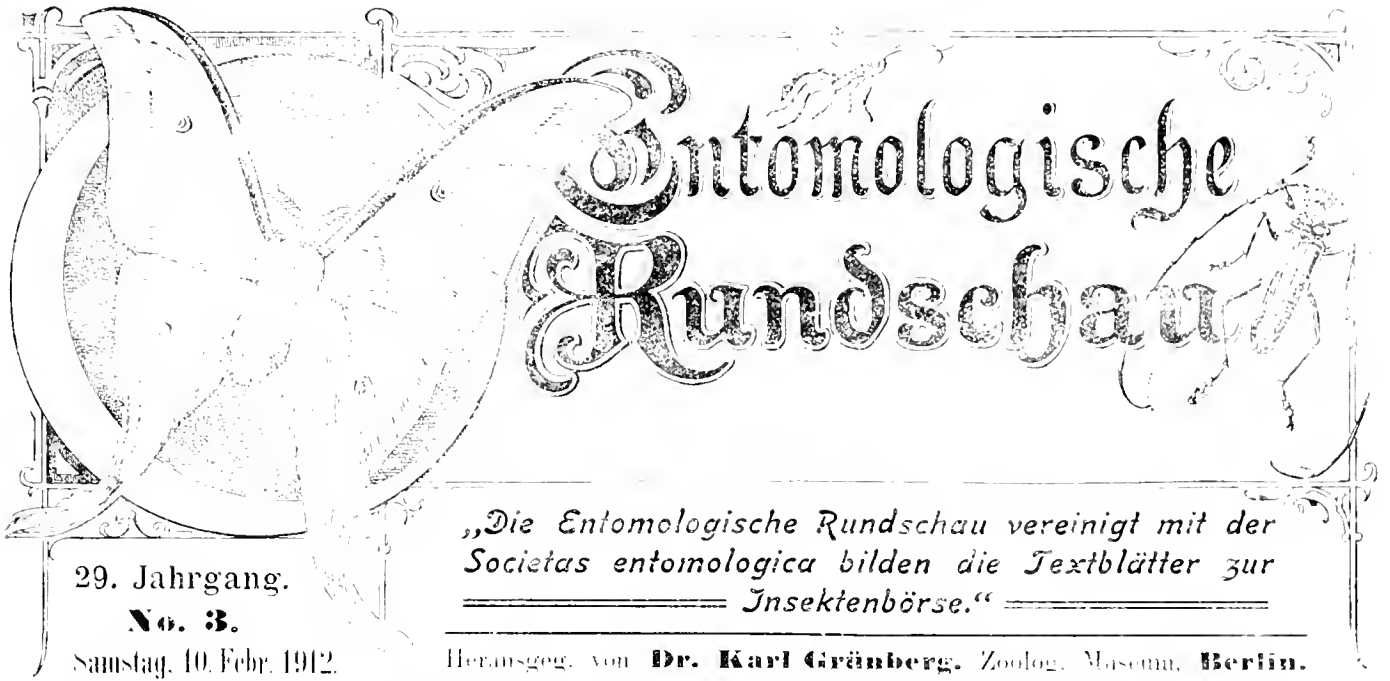 Entomologische
Rundschau
„Die Entomologische Rundschau vereinigt mit der
Societas entomologica bilden die Textblätter zur
Insektenbörse.“
29. Jahrgang.
No. 3.
Samstag, 10. Febr. 1912.
Herausgeg. von Dr. Karl Grünberg, Zoolog. Museum, Berlin.